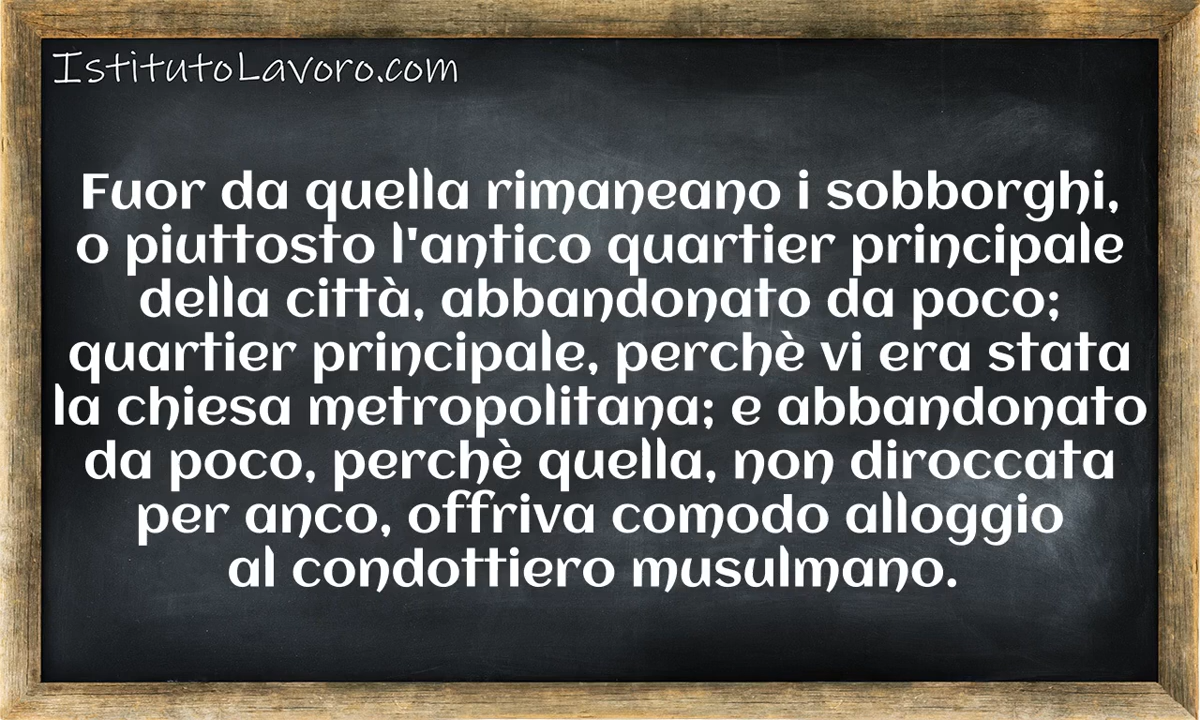 IstitutoLavoro.com
Fuor da quella rimaneano i sobborghi,
o piuttosto l'antico quartier principale
della città, abbandonato da poco;
quartier principale, perchè vi era stata
la chiesa metropolitana; e abbandonato
da poco, perchè quella, non diroccata
per anco, offriva comodo alloggio
al condottiero musulmano.